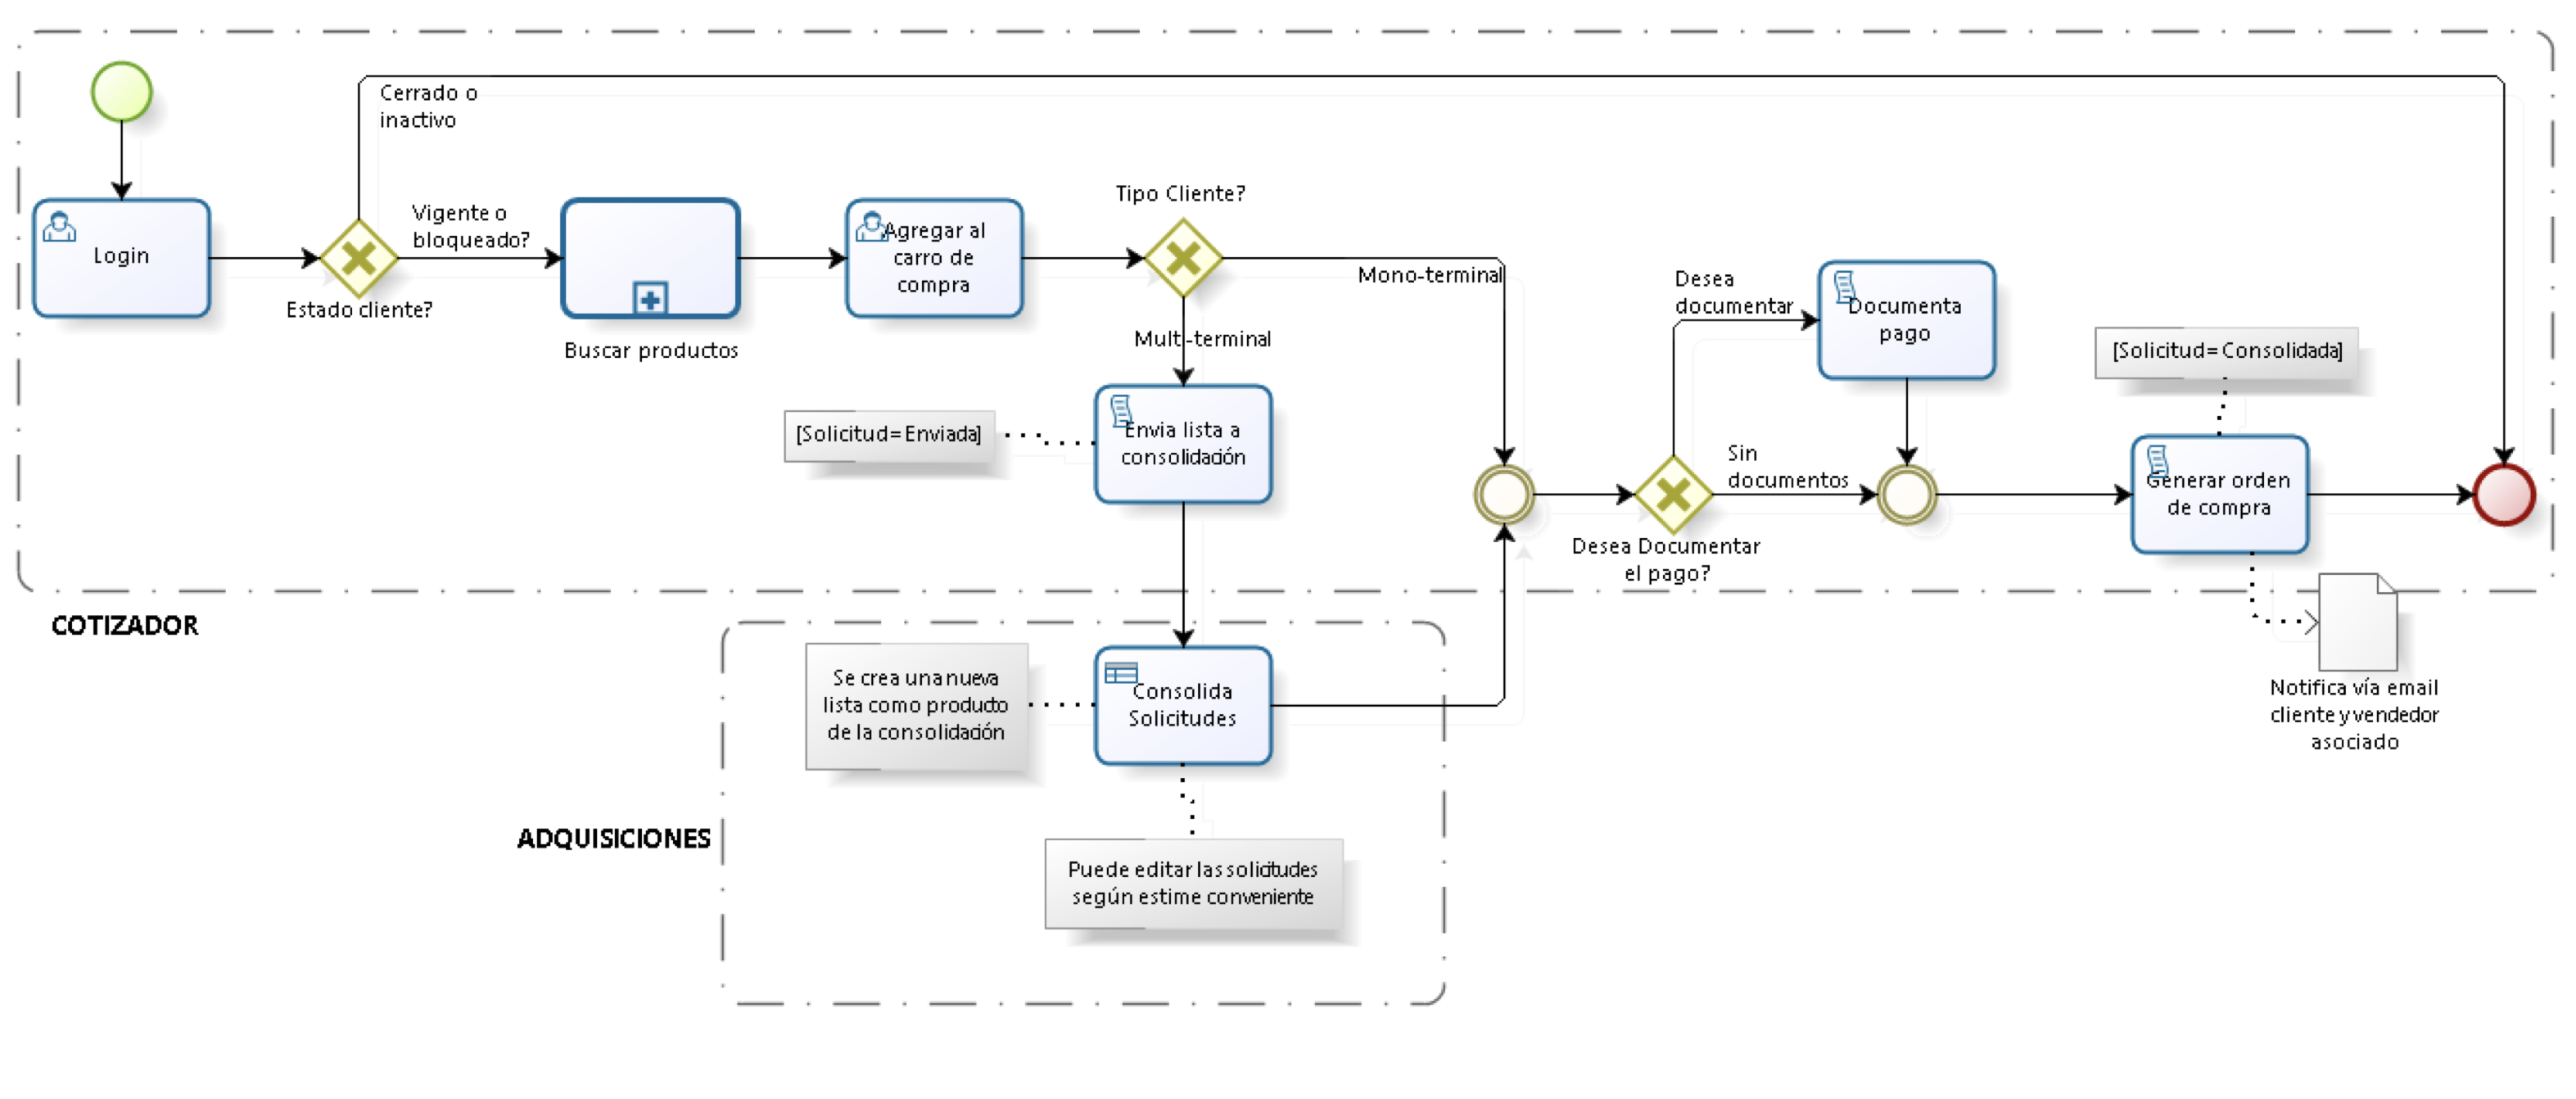 Cerrado o
inactivo
Login
Estado cliente?
Vigente o
bloqueado?
Buscar productos
Agregar al
carro de
compra
Tipo Cliente?
Mono-terminal
Multi-terminal
[Solicitud=Enviada]
Envia lista a
consolidación
Desea
documentar
Documenta
pago
Sin
documentos
Desea Documentar
el pago?
[Solicitud=Consolidada]
Generar orden
de compra
Notifica vía email
cliente y vendedor
asociado
COTIZADOR
Se crea una nueva
lista como producto
de la consolidación
Consolida
Solicitudes
ADQUISICIONES
Puede editar las solicitudes
según estime conveniente